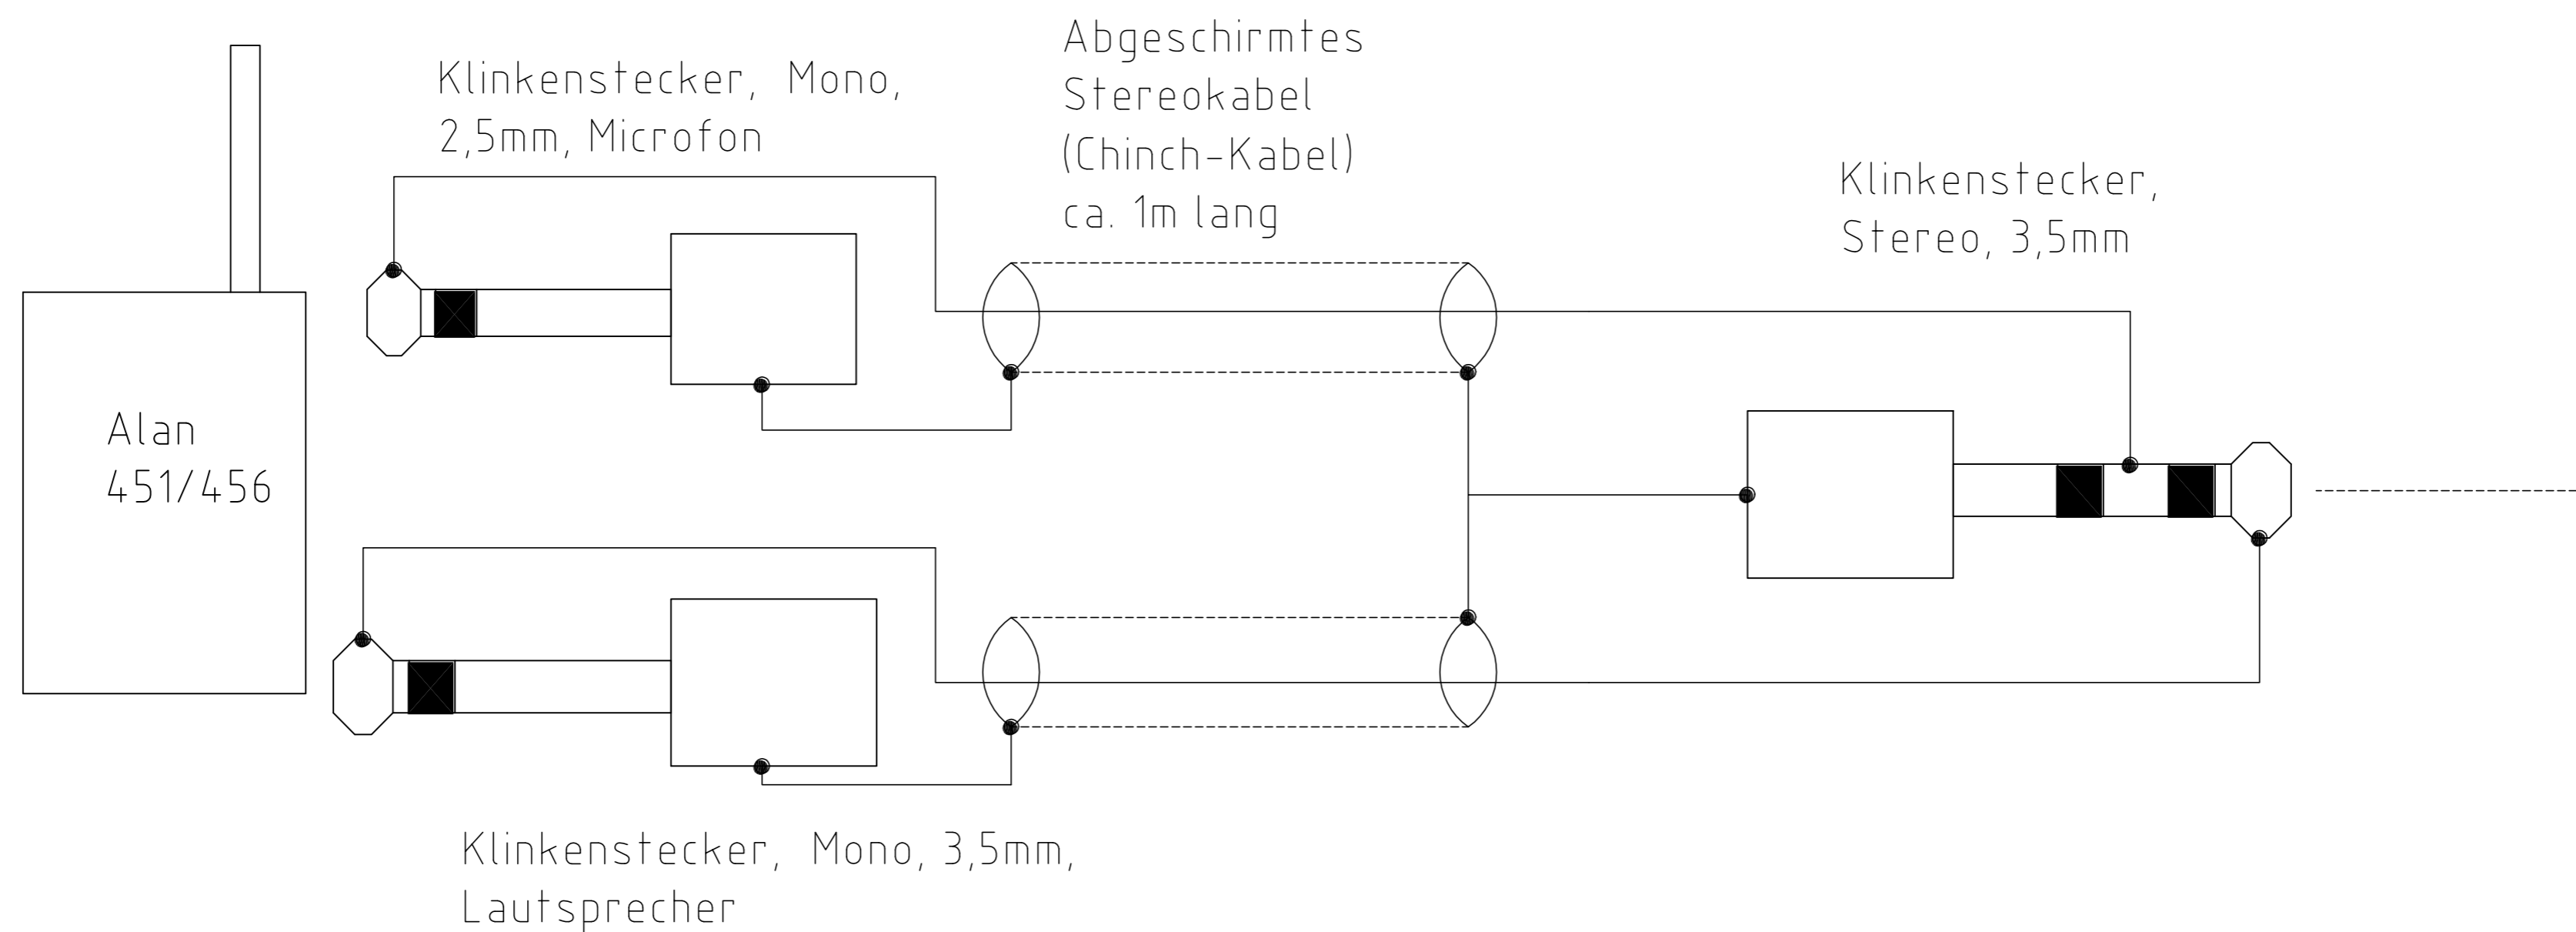 Abgeschirmtes
Stereokabel
(Chinch-Kabel)
ca. 1m lang
Klinkenstecker, Mono,
2,5mm, Microfon
Klinkenstecker,
Stereo, 3,5mm
Alan
451/456
Klinkenstecker, Mono, 3,5mm,
Lautsprecher